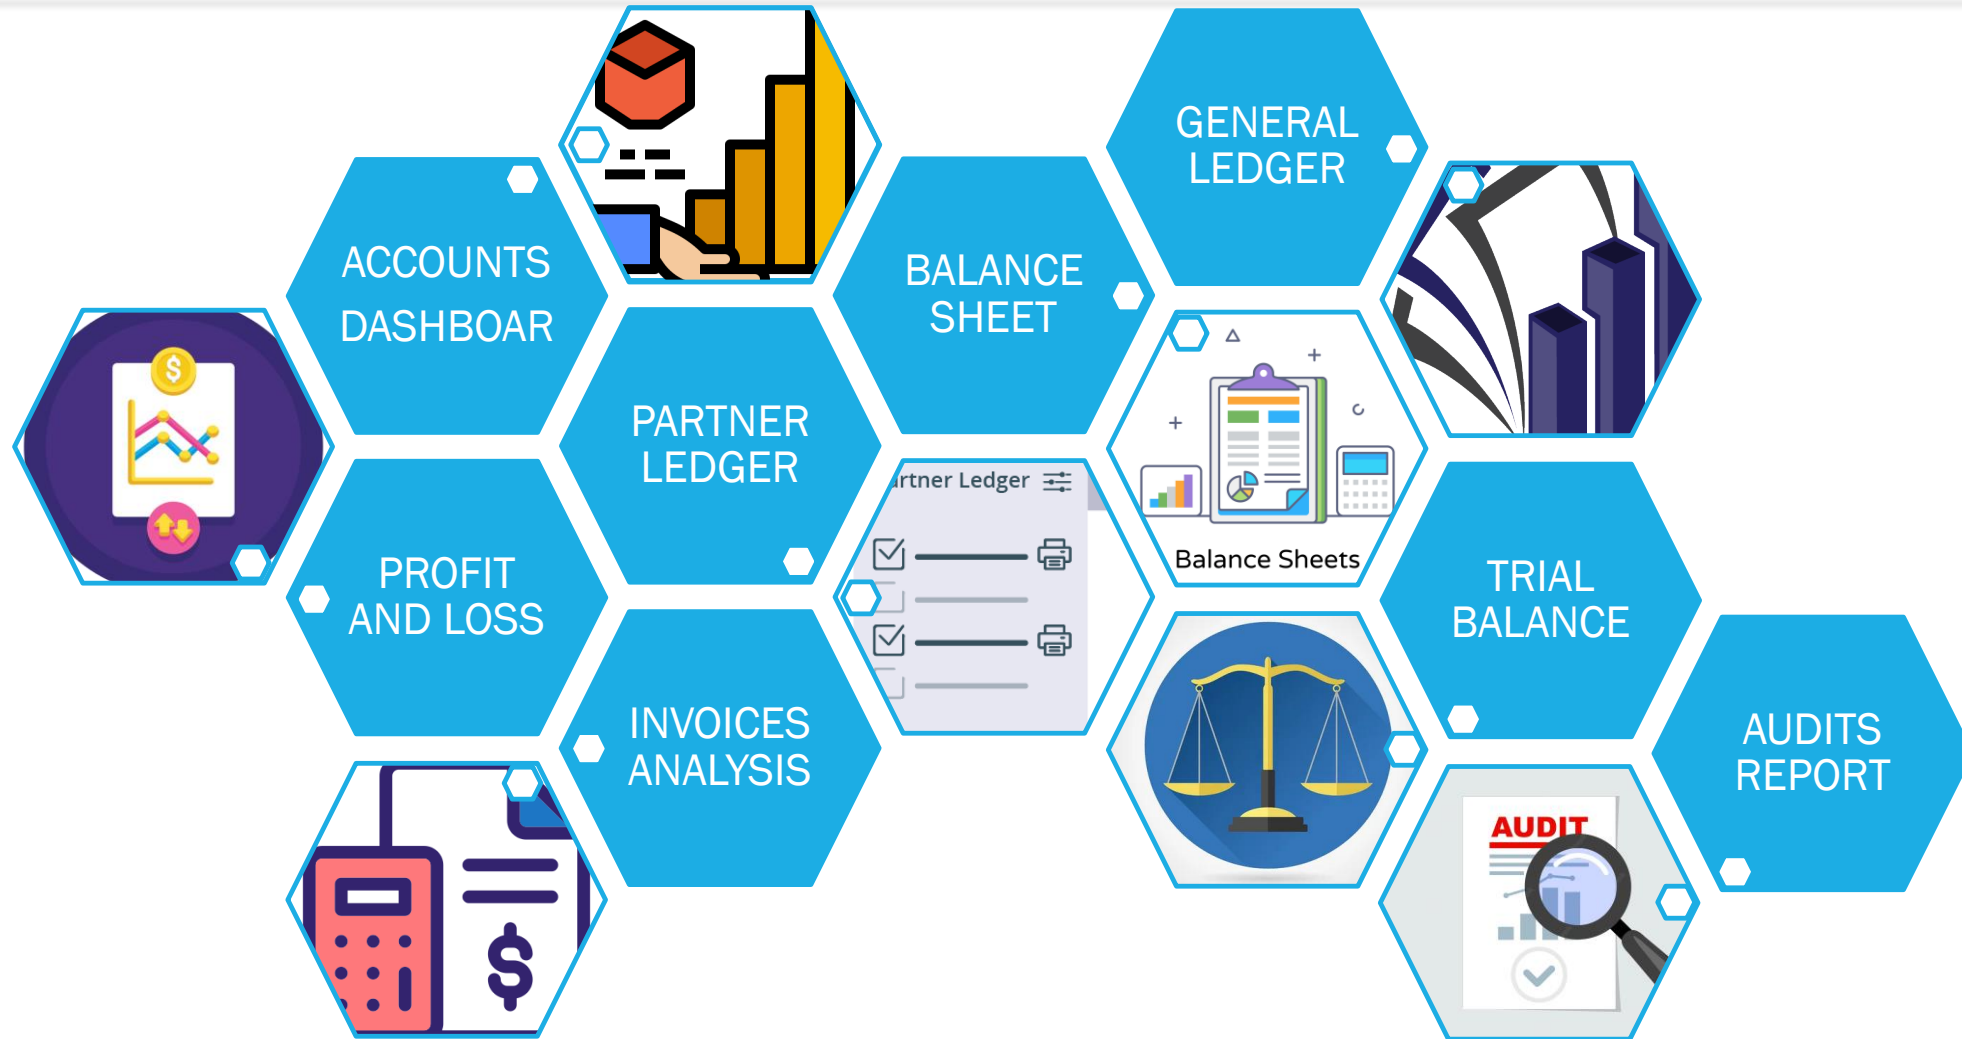 GENERAL
LEDGER
ACCOUNTS
DASHBOAR
BALANCE
SHEET
PARTNER
LEDGER
rtner Ledger
Balance Sheets
PROFIT
AND LOSS
TRIAL
BALANCE
INVOICES
ANALYSIS
AUDITS
REPORT
AUDIT
$
$